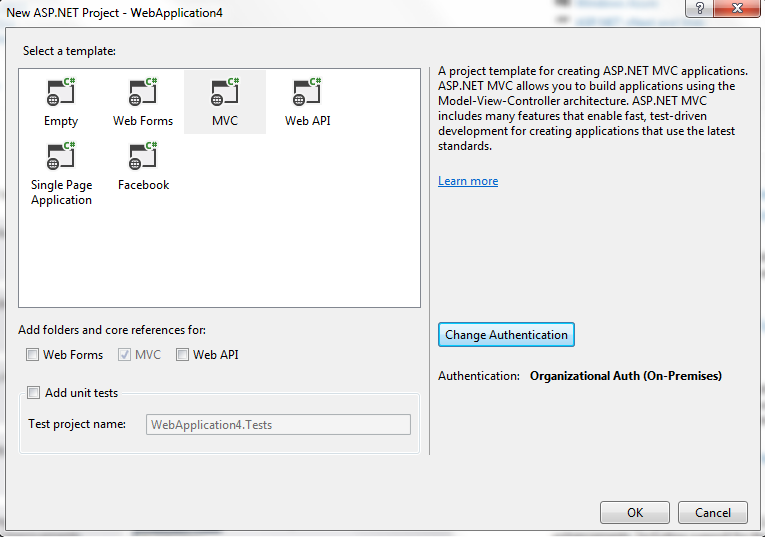 New ASP.NET Project - WebApplication4
?
Select a template:
C#
C#
C#
C#
Empty
Web Forms
MVC
Web API
C#
C#
Single Page
Application
Facebook
A project template for creating ASP.NET MVC applications.
ASP.NET MVC allows you to build applications using the
Model-View-Controller architecture. ASP.NET MVC
includes many features that enable fast, test-driven
development for creating applications that use the latest
standards.
Learn more
Add folders and core references for:
Web Forms
MVC
Web API
Add unit tests
Test project name:
WebApplication4.Tests
Change Authentication
Authentication: Organizational Auth (On-Premises)
OK
Cancel